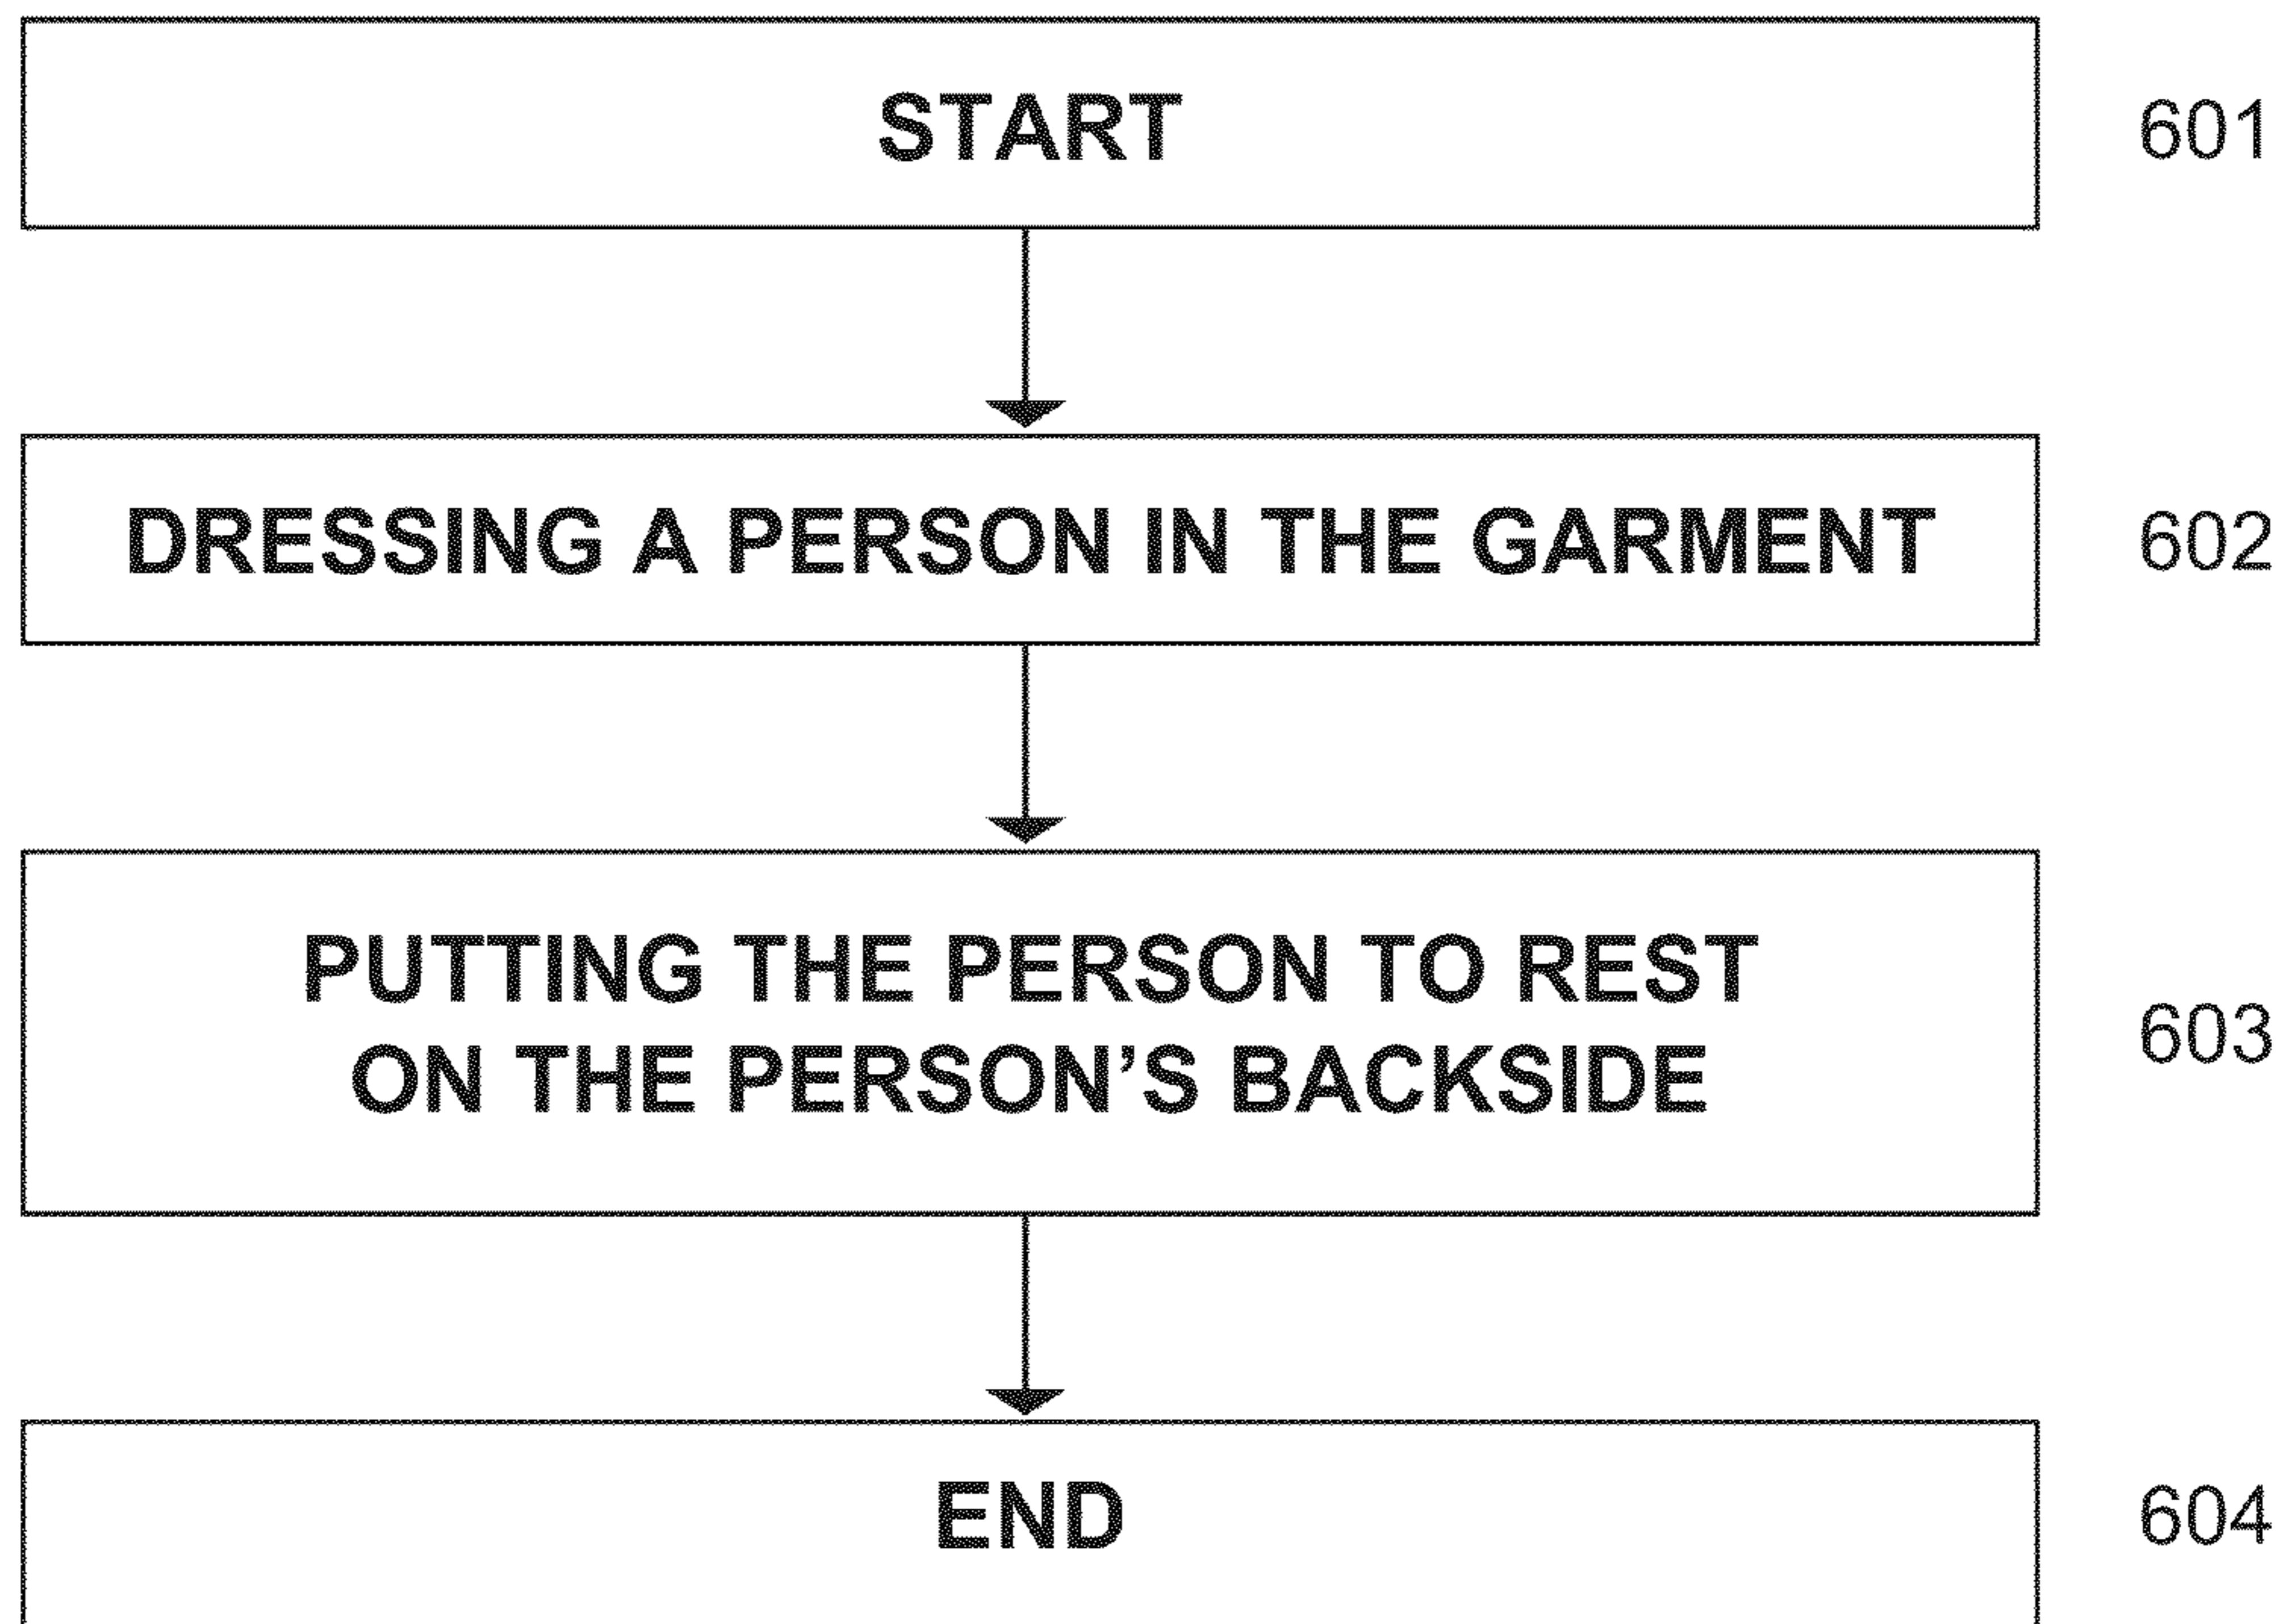 START
601
DRESSING A PERSON IN THE GARMENT
602
PUTTING THE PERSON TO REST
ON THE PERSON’S BACKSIDE
603
END
604